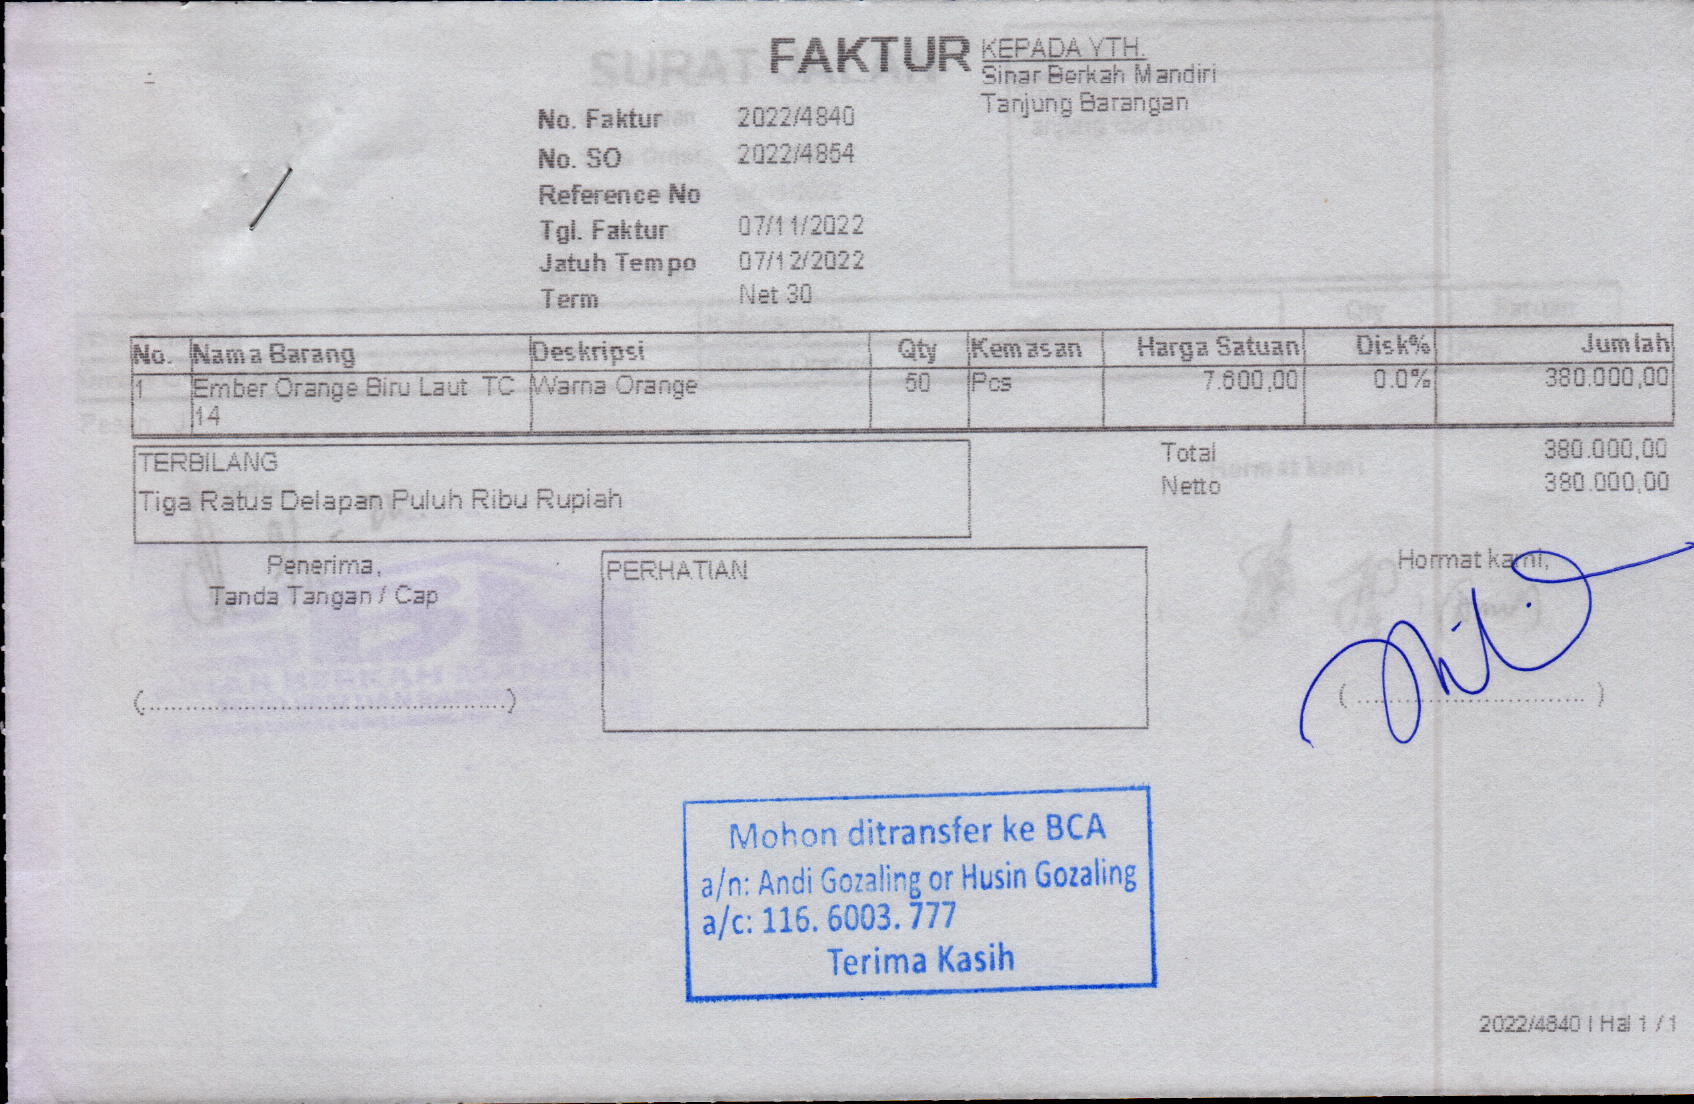 FAKTUR
KEPADA YTH.
Sinar Berkah Mandiri
Tanjung Barangan
No. Faktur 2022/4840
No. SO 2022/4854
Reference No
Tgl. Faktur 07/11/2022
Jatuh Tempo 07/12/2022
Term Net 30
No. Nama Barang Deskripsi Qty Kemasan Harga Satuan Disk% Jumlah
1 Ember Orange Biru Laut TC Warna Orange 50 Pcs 7.600,00 0.0% 380.000,00
14
TERBILANG
Tiga Ratus Delapan Puluh Ribu Rupiah
Total 380.000,00
Netto 380.000,00
Penerima,
Tanda Tangan / Cap
(..................................................)
PERHATIAN
Hormat kami,
( ................................ )
Mohon ditransfer ke BCA
a/n: Andi Gozaling or Husin Gozaling
a/c: 116. 6003. 777
Terima Kasih
2022/4840 | Hal 1 / 1